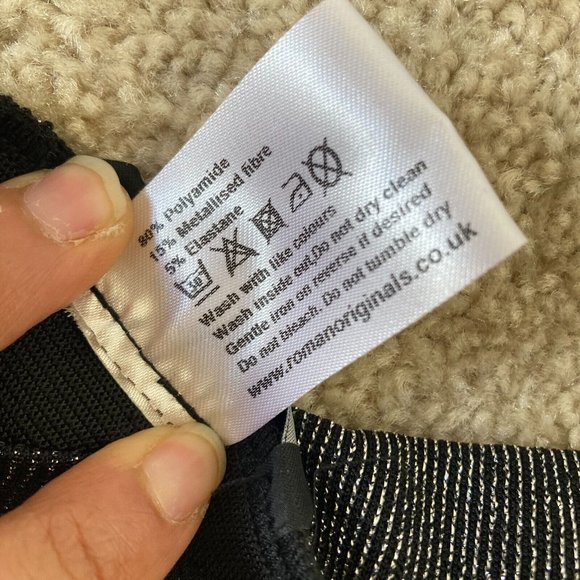 80% Polyamide
15% Metallised fibre
5% Elastane
30
Wash with like colours
Wash inside out,Do not dry clean
Gentle iron on reverse if desired
Do not bleach. Do not tumble dry
www.romanoriginals.co.uk